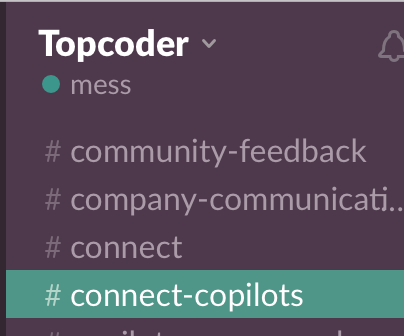 Topcoder
mess
# community-feedback
# company-communicati...
# connect
# connect-copilots